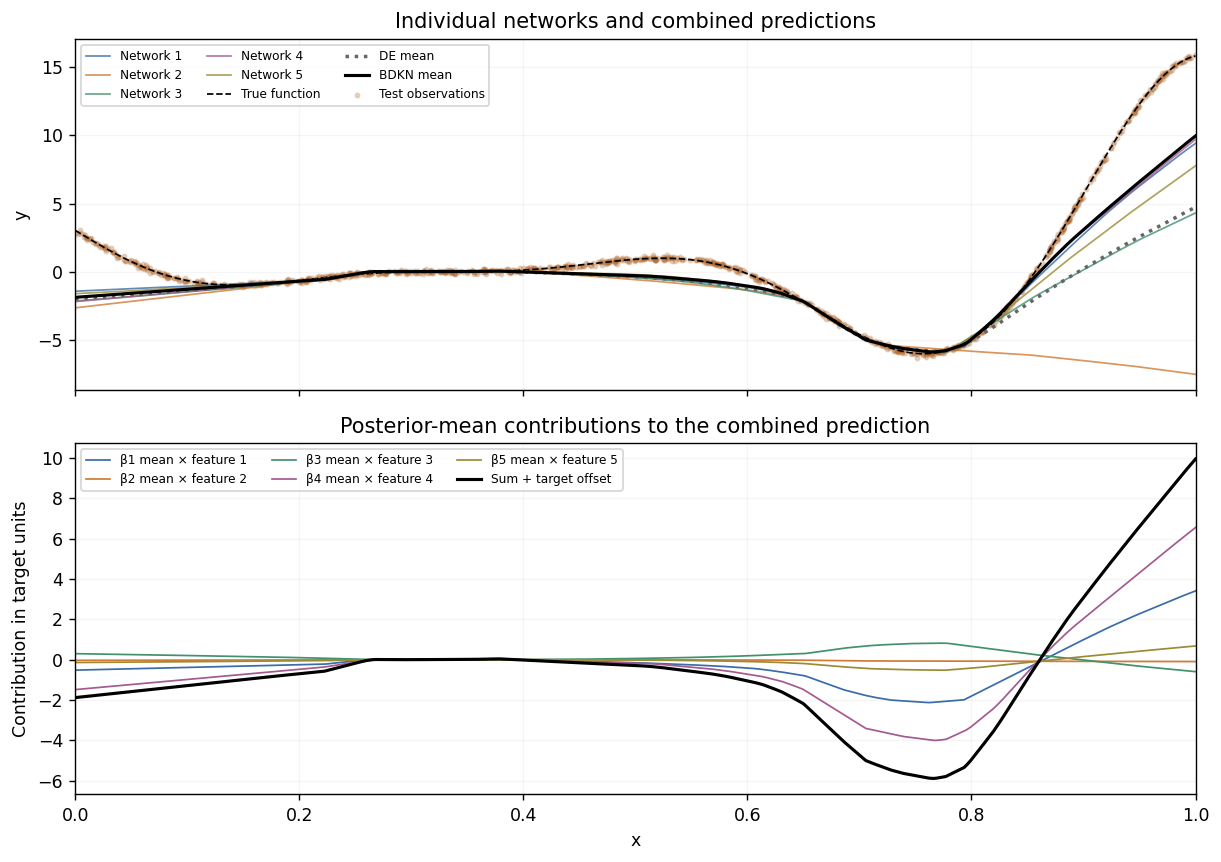 Individual networks and combined predictions
Network 1 Network 4 DE mean
Network 2 Network 5 BDKN mean
Network 3 True function Test observations
15
10
5
0
−5
y
Posterior-mean contributions to the combined prediction
β1 mean × feature 1 β3 mean × feature 3 β5 mean × feature 5
β2 mean × feature 2 β4 mean × feature 4 Sum + target offset
10
8
6
4
2
0
−2
−4
−6
Contribution in target units
0.0 0.2 0.4 0.6 0.8 1.0
x